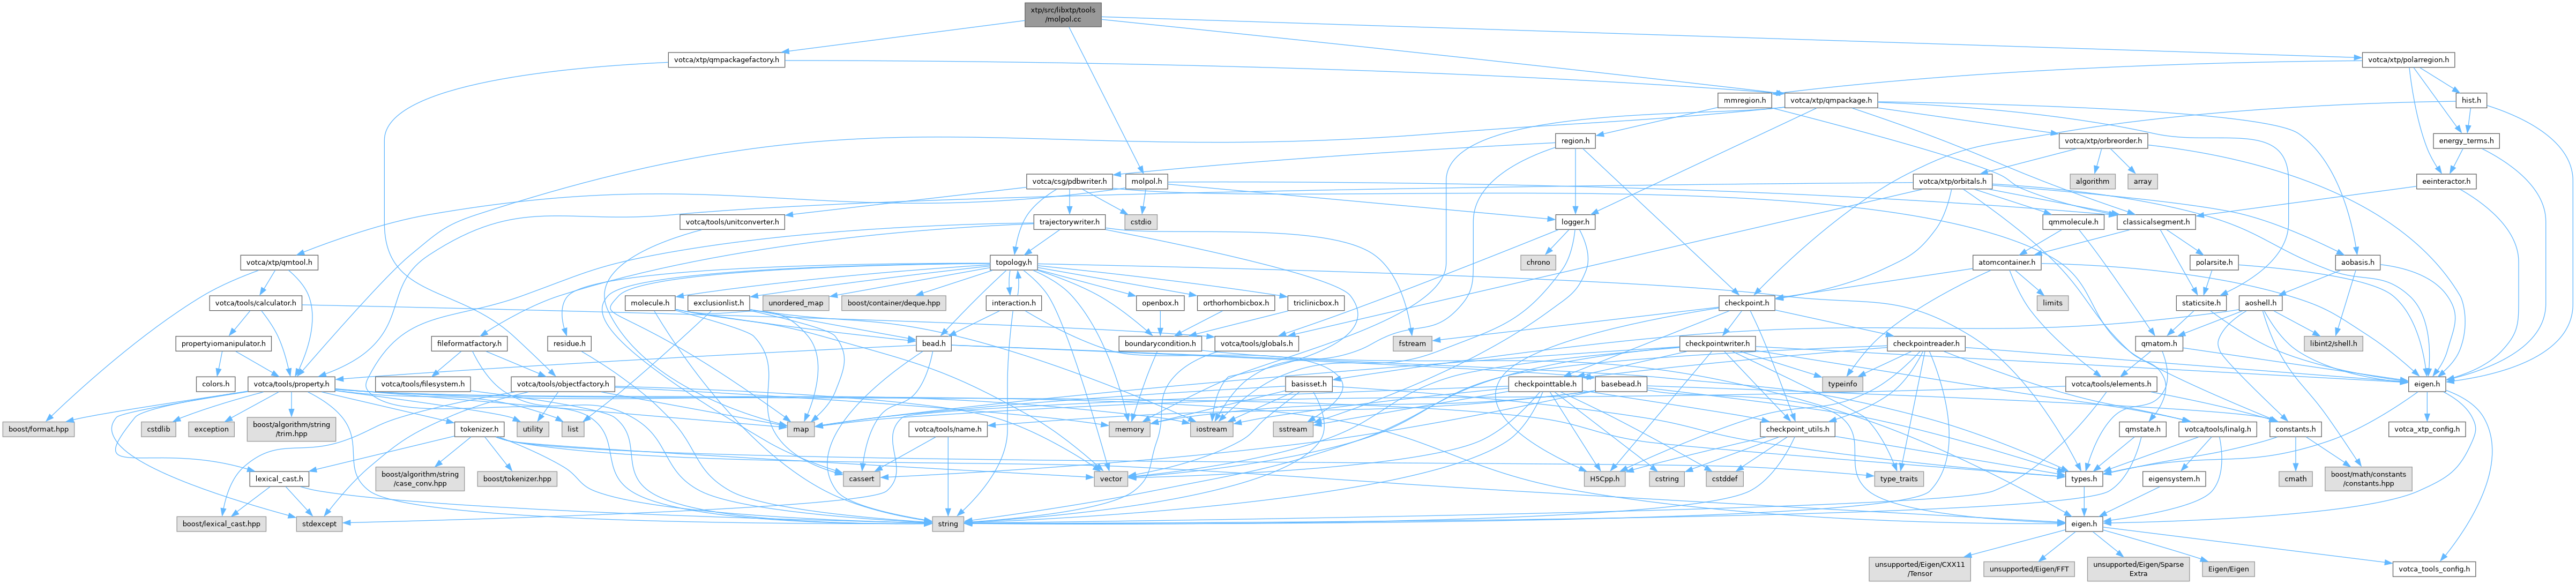 xtp/src/libxtp/tools
/molpol.cc
votca/xtp/qmpackagefactory.h
votca/xtp/polarregion.h
mmregion.h
votca/xtp/qmpackage.h
hist.h
region.h
votca/xtp/orbreorder.h
energy_terms.h
votca/csg/pdbwriter.h
molpol.h
votca/xtp/orbitals.h
algorithm
array
eeinteractor.h
votca/tools/unitconverter.h
trajectorywriter.h
cstdio
logger.h
qmmolecule.h
classicalsegment.h
votca/xtp/qmtool.h
topology.h
chrono
atomcontainer.h
polarsite.h
aobasis.h
votca/tools/calculator.h
molecule.h
exclusionlist.h
unordered_map
boost/container/deque.hpp
interaction.h
openbox.h
orthorhombicbox.h
triclinicbox.h
checkpoint.h
limits
staticsite.h
aoshell.h
propertyiomanipulator.h
fileformatfactory.h
residue.h
bead.h
boundarycondition.h
votca/tools/globals.h
fstream
checkpointwriter.h
checkpointreader.h
qmatom.h
libint2/shell.h
colors.h
votca/tools/property.h
votca/tools/filesystem.h
votca/tools/objectfactory.h
basisset.h
checkpointtable.h
basebead.h
typeinfo
votca/tools/elements.h
eigen.h
boost/format.hpp
cstdlib
exception
boost/algorithm/string
/trim.hpp
tokenizer.h
utility
list
map
votca/tools/name.h
memory
iostream
sstream
checkpoint_utils.h
qmstate.h
votca/tools/linalg.h
constants.h
votca_xtp_config.h
lexical_cast.h
boost/algorithm/string
/case_conv.hpp
boost/tokenizer.hpp
cassert
vector
H5Cpp.h
cstring
cstddef
type_traits
types.h
eigensystem.h
cmath
boost/math/constants
/constants.hpp
boost/lexical_cast.hpp
stdexcept
string
eigen.h
unsupported/Eigen/CXX11
/Tensor
unsupported/Eigen/FFT
unsupported/Eigen/Sparse
Extra
Eigen/Eigen
votca_tools_config.h